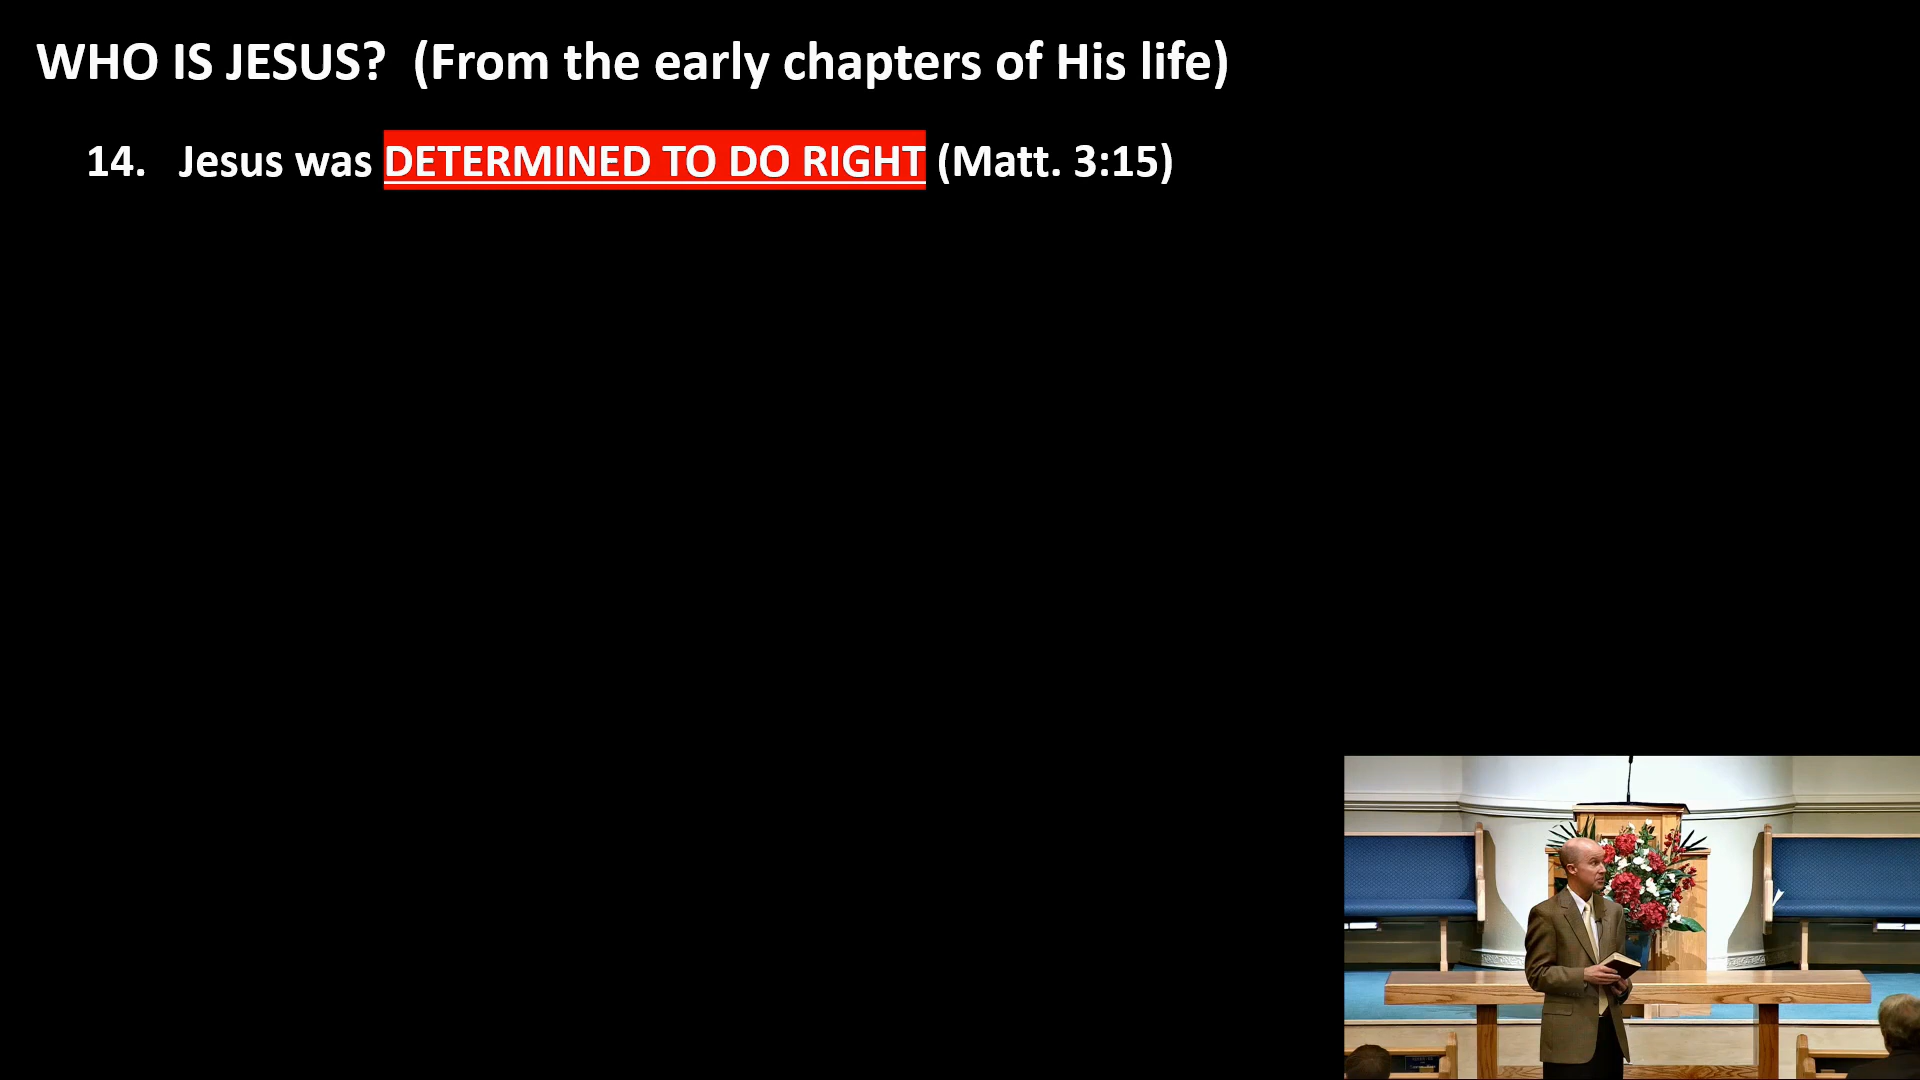 WHO IS JESUS? (From the early chapters of His life)
14. Jesus was DETERMINED TO DO RIGHT (Matt. 3:15)